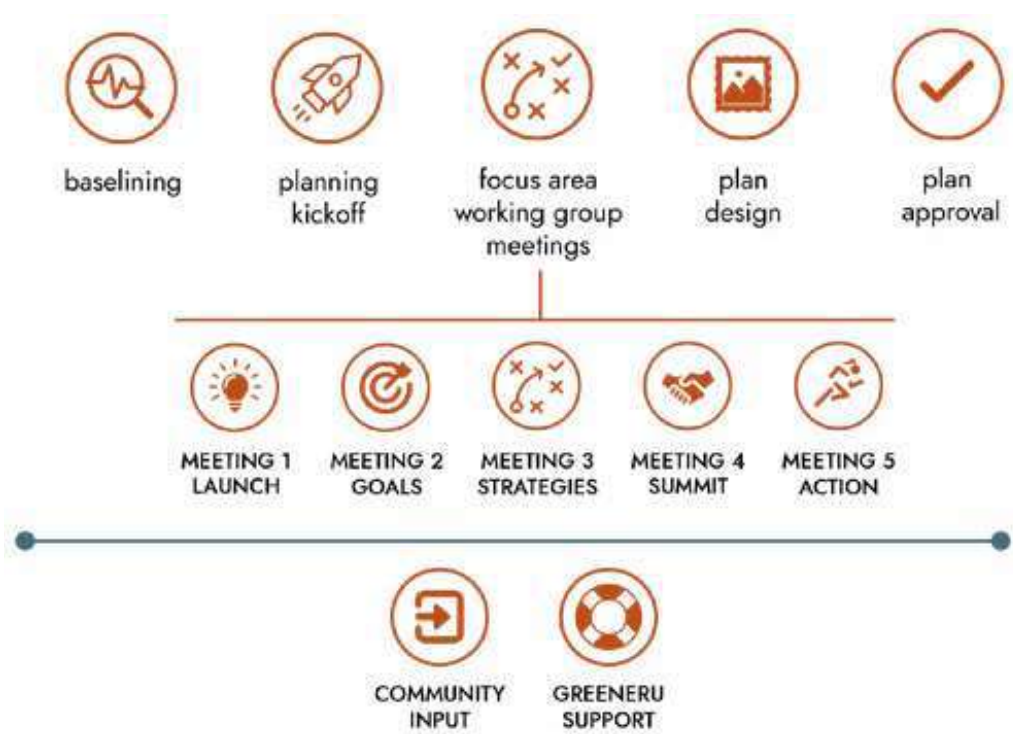 baselining
planning
kickoff
focus area
working group
meetings
plan
design
plan
approval
MEETING 1
LAUNCH
MEETING 2
GOALS
MEETING 3
STRATEGIES
MEETING 4
SUMMIT
MEETING 5
ACTION
COMMUNITY
INPUT
GREENERU
SUPPORT